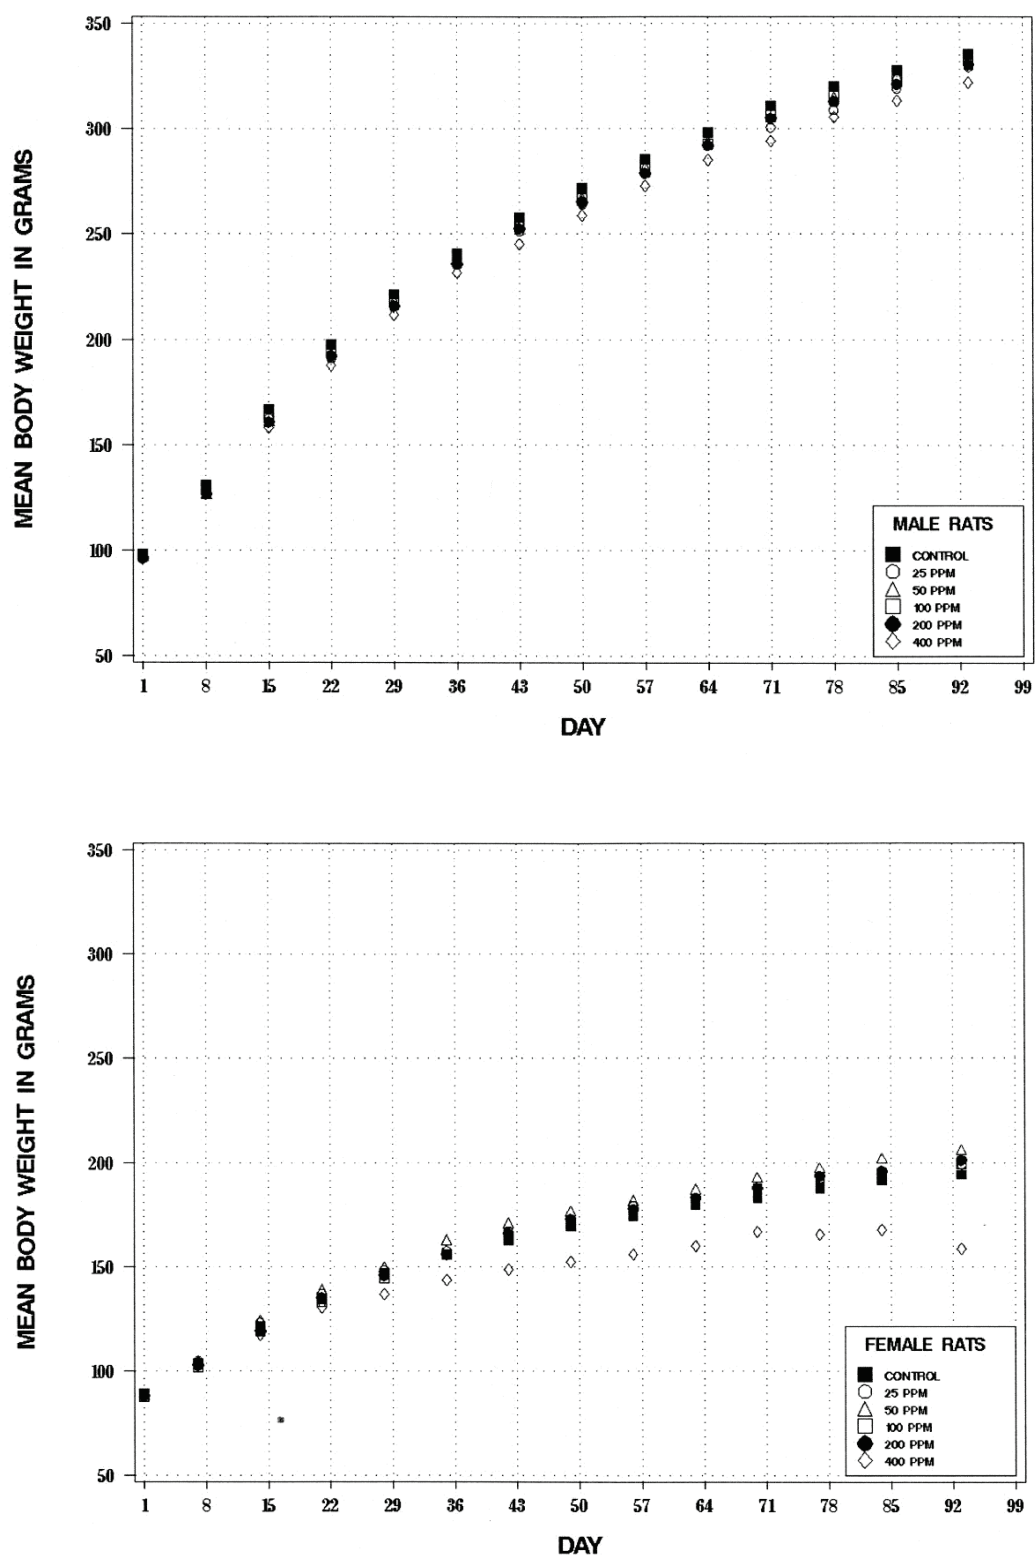 MEAN BODY WEIGHT IN GRAMS
350
300
250
200
150
100
50
MALE RATS
CONTROL
25 PPM
50 PPM
100 PPM
200 PPM
400 PPM
1 8 15 22 29 36 43 50 57 64 71 78 85 92 99
DAY
MEAN BODY WEIGHT IN GRAMS
350
300
250
200
150
100
50
FEMALE RATS
CONTROL
25 PPM
50 PPM
100 PPM
200 PPM
400 PPM
1 8 15 22 29 36 43 50 57 64 71 78 85 92 99
DAY